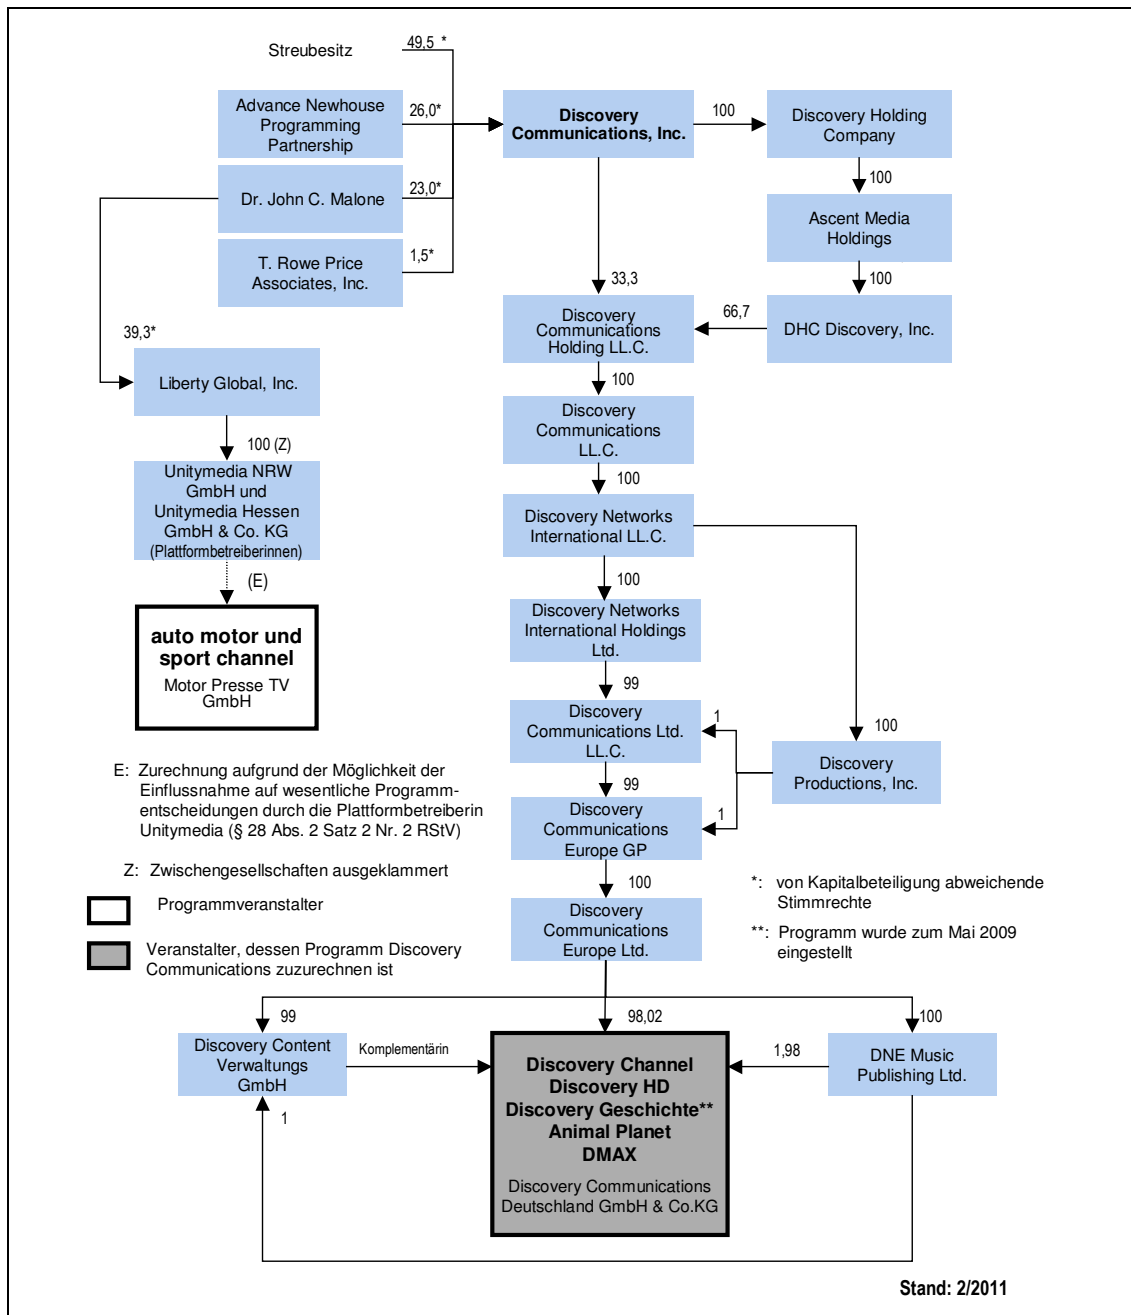 Streubesitz
49,5 *
Advance Newhouse
Programming
Partnership
26,0*
Dr. John C. Malone
23,0*
T. Rowe Price
Associates, Inc.
1,5*
Discovery
Communications, Inc.
100
Discovery Holding
Company
100
Ascent Media
Holdings
100
DHC Discovery, Inc.
66,7
33,3
Discovery
Communications
Holding LL.C.
39,3*
Liberty Global, Inc.
100 (Z)
Unitymedia NRW
GmbH und
Unitymedia Hessen
GmbH & Co. KG
(Plattformbetreiberinnen)
(E)
auto motor und
sport channel
Motor Presse TV
GmbH
100
Discovery
Communications
LL.C.
100
Discovery Networks
International LL.C.
100
Discovery Networks
International Holdings
Ltd.
99
Discovery
Communications Ltd.
LL.C.
1
100
Discovery
Productions, Inc.
99
1
Discovery
Communications
Europe GP
100
Discovery
Communications
Europe Ltd.
E: Zurechnung aufgrund der Möglichkeit der
Einflussnahme auf wesentliche Programm-
entscheidungen durch die Plattformbetreiberin
Unitymedia (§ 28 Abs. 2 Satz 2 Nr. 2 RStV)
Z: Zwischengesellschaften ausgeklammert
Programmveranstalter
Veranstalter, dessen Programm Discovery
Communications zuzurechnen ist
*: von Kapitalbeteiligung abweichende
Stimmrechte
**: Programm wurde zum Mai 2009
eingestellt
99
98,02
100
Discovery Content
Verwaltungs
GmbH
Komplementärin
1
Discovery Channel
Discovery HD
Discovery Geschichte**
Animal Planet
DMAX
Discovery Communications
Deutschland GmbH & Co.KG
1,98
DNE Music
Publishing Ltd.
Stand: 2/2011